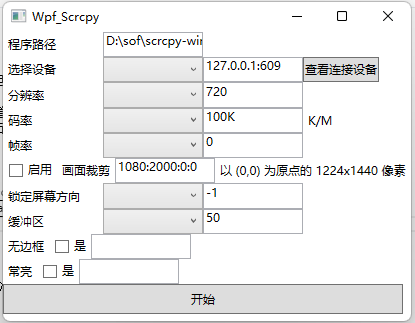 Wpf_Scrcpy
程序路径 D:\sof\scrcpy-win
选择设备 127.0.0.1:609 查看连接设备
分辨率 720
码率 100K K/M
帧率 0
启用 画面裁剪 1080:2000:0:0 以 (0,0) 为原点的 1224x1440 像素
锁定屏幕方向 -1
缓冲区 50
无边框 是
常亮 是
开始